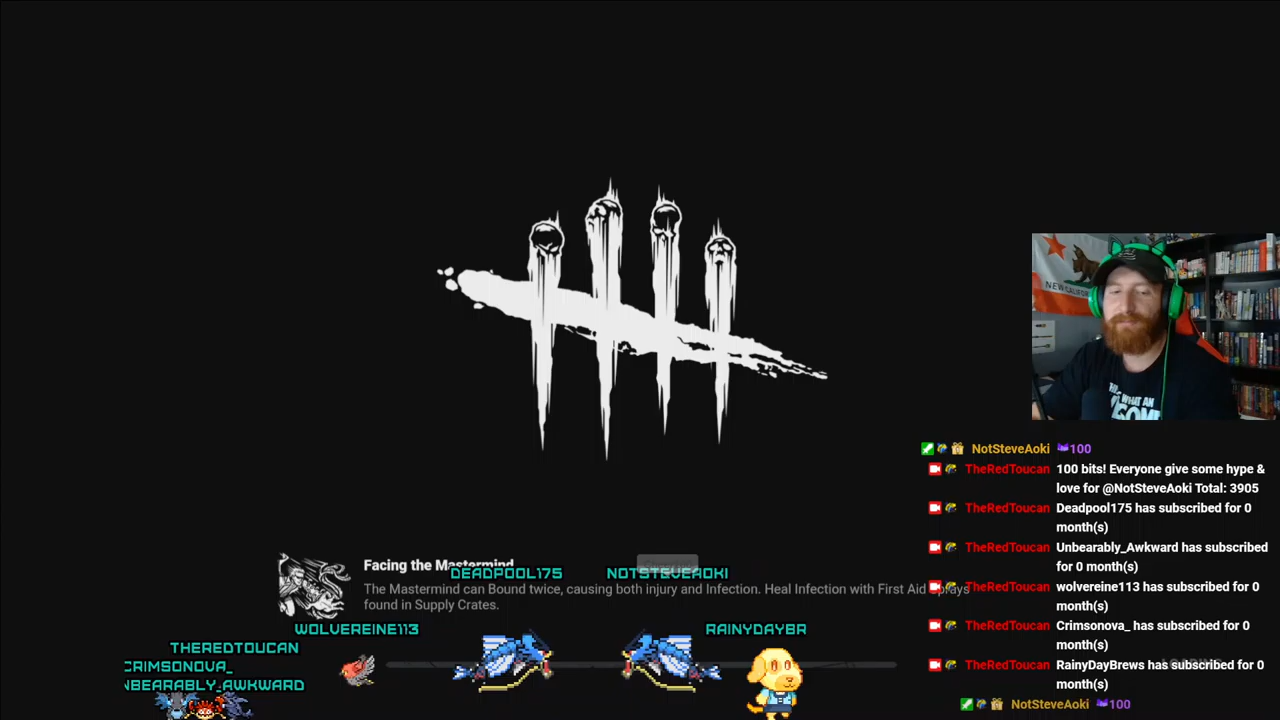 NEW CALIFOR
NotSteveAoki 100
TheRedToucan 100 bits! Everyone give some hype &
love for @NotSteveAoki Total: 3905
TheRedToucan Deadpool175 has subscribed for 0
month(s)
TheRedToucan Unbearably_Awkward has subscribed
for 0 month(s)
TheRedToucan wolvereine113 has subscribed for 0
month(s)
TheRedToucan Crimsonova_ has subscribed for 0
month(s)
TheRedToucan RainyDayBrews has subscribed for 0
month(s)
NotSteveAoki 100
Facing the Mastermind
The Mastermind can Bound twice, causing both injury and Infection. Heal Infection with First Aid Sprays
found in Supply Crates.
DEADPOOL175
NOTSTEVEAOKI
WOLVEREINE113
RAINYDAYBR
THEREDTOUCAN
CRIMSONOVA_
NBEARABLY_AWKWARD